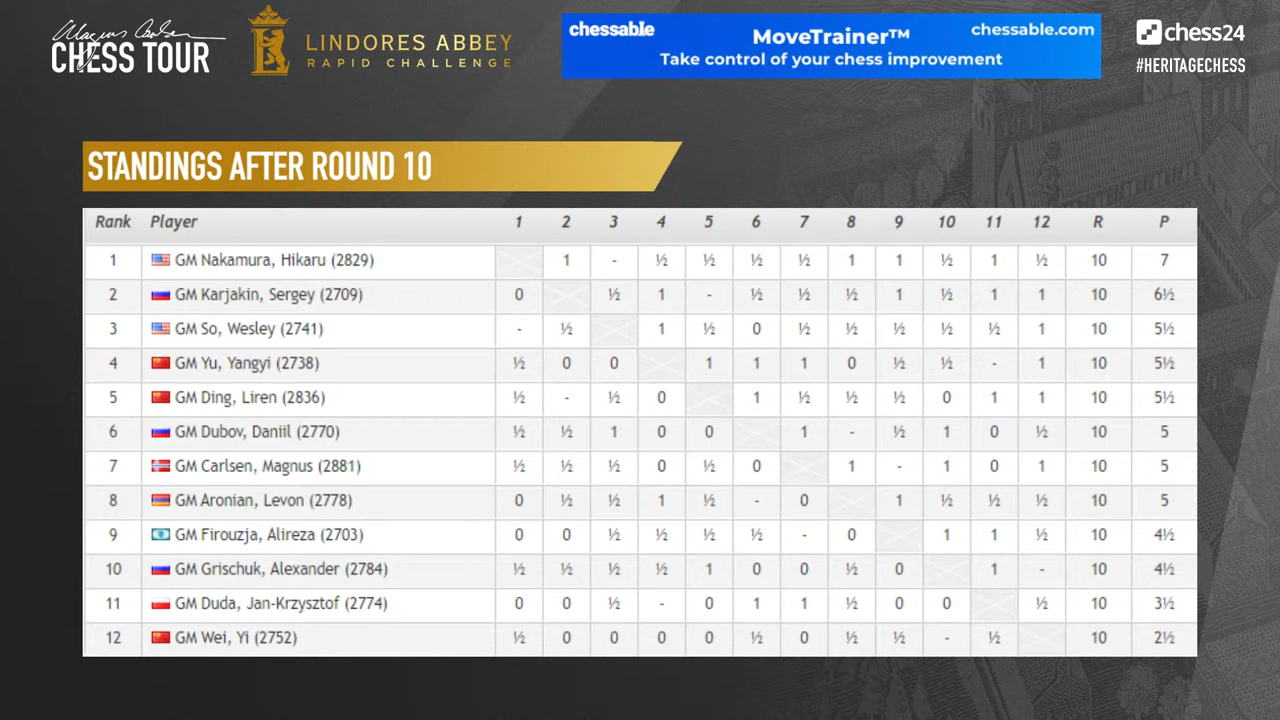 Magnus Carlsen
CHESS TOUR
LINDORES ABBEY
RAPID CHALLENGE
chessable
MoveTrainer™
chessable.com
Take control of your chess improvement
chess24
#HERITAGECHESS
STANDINGS AFTER ROUND 10
Rank Player 1 2 3 4 5 6 7 8 9 10 11 12 R P
1 GM Nakamura, Hikaru (2829) 1 - ½ ½ ½ ½ 1 1 ½ 1 ½ 10 7
2 GM Karjakin, Sergey (2709) 0 ½ 1 - ½ ½ ½ 1 ½ 1 1 10 6½
3 GM So, Wesley (2741) - ½ 1 ½ 0 ½ ½ ½ ½ ½ 1 10 5½
4 GM Yu, Yangyi (2738) ½ 0 0 1 1 1 0 ½ ½ - 1 10 5½
5 GM Ding, Liren (2836) ½ - ½ 0 1 ½ ½ ½ 0 1 1 10 5½
6 GM Dubov, Daniil (2770) ½ ½ 1 0 0 1 - ½ 1 0 ½ 10 5
7 GM Carlsen, Magnus (2881) ½ ½ ½ 0 ½ 0 1 - 1 0 1 10 5
8 GM Aronian, Levon (2778) 0 ½ ½ 1 ½ - 0 1 ½ ½ ½ 10 5
9 GM Firouzja, Alireza (2703) 0 0 ½ ½ ½ ½ - 0 1 1 ½ 10 4½
10 GM Grischuk, Alexander (2784) ½ ½ ½ ½ 1 0 0 ½ 0 1 - 10 4½
11 GM Duda, Jan-Krzysztof (2774) 0 0 ½ - 0 1 1 ½ 0 0 ½ 10 3½
12 GM Wei, Yi (2752) ½ 0 0 0 0 ½ 0 ½ ½ - ½ 10 2½